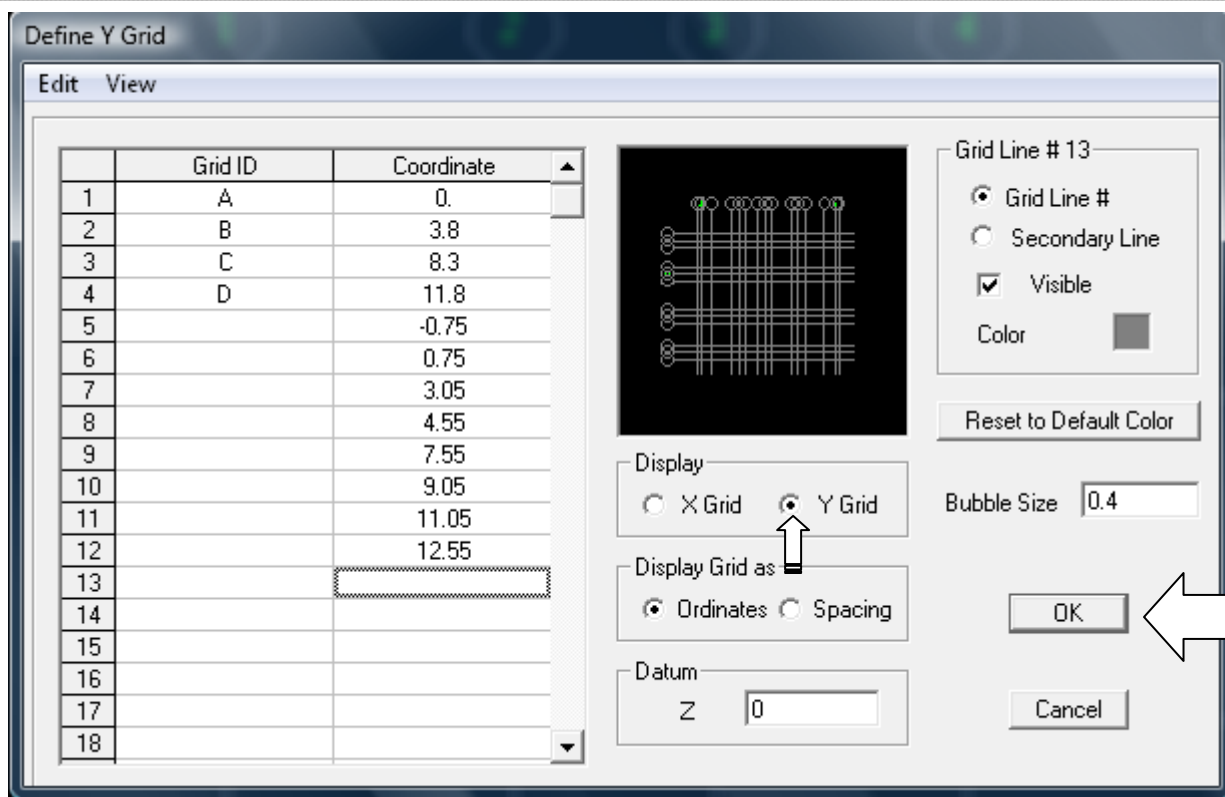 Define Y Grid
Edit View
Grid ID Coordinate
1 A 0.
2 B 3.8
3 C 8.3
4 D 11.8
5 -0.75
6 0.75
7 3.05
8 4.55
9 7.55
10 9.05
11 11.05
12 12.55
13
14
15
16
17
18
Display
X Grid Y Grid
Display Grid as
Ordinates Spacing
Datum
Z 0
Grid Line # 13
Grid Line #
Secondary Line
Visible
Color
Reset to Default Color
Bubble Size 0.4
OK
Cancel